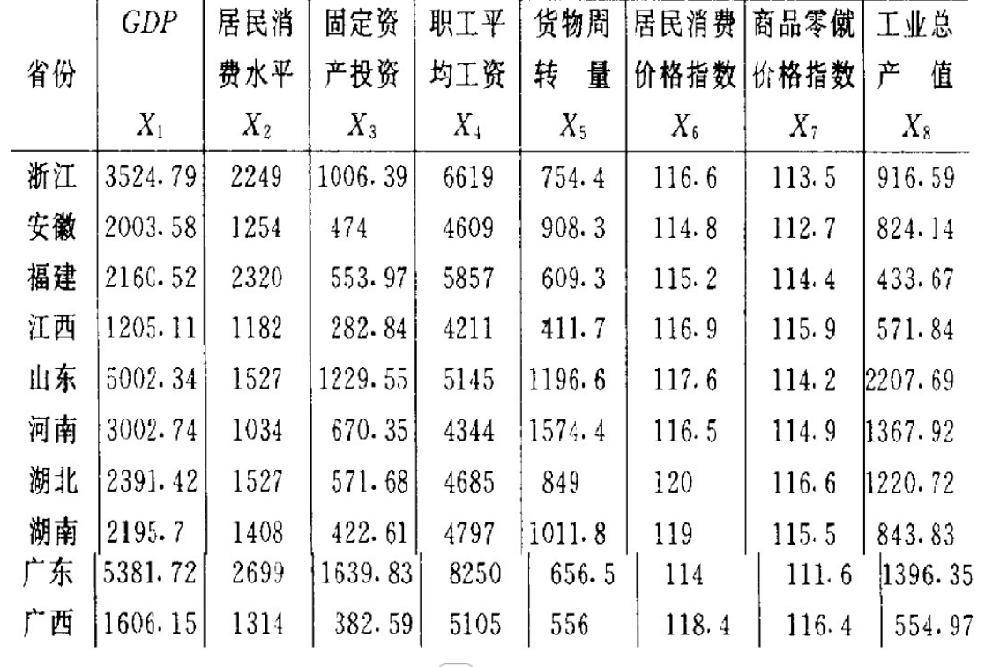 GDP 居民消 固定资 职工平 货物周 居民消费 商品零僦 工业总
省份 费水平 产投资 均工资 转 量 价格指数 价格指数 产 值
X₁ X₂ X₃ X₄ X₅ X₆ X₇ X₈
浙江 3524.79 2249 1006.39 6619 754.4 116.6 113.5 916.59
安徽 2003.58 1254 474 4609 908.3 114.8 112.7 824.14
福建 2160.52 2320 553.97 5857 609.3 115.2 114.4 433.67
江西 1205.11 1182 282.84 4211 411.7 116.9 115.9 571.84
山东 5002.34 1527 1229.55 5145 1196.6 117.6 114.2 2207.69
河南 3002.74 1034 670.35 4344 1574.4 116.5 114.9 1367.92
湖北 2391.42 1527 571.68 4685 849 120 116.6 1220.72
湖南 2195.7 1408 422.61 4797 1011.8 119 115.5 843.83
广东 5381.72 2699 1639.83 8250 656.5 114 111.6 1396.35
广西 1606.15 1314 382.59 5105 556 118.4 116.4 554.97